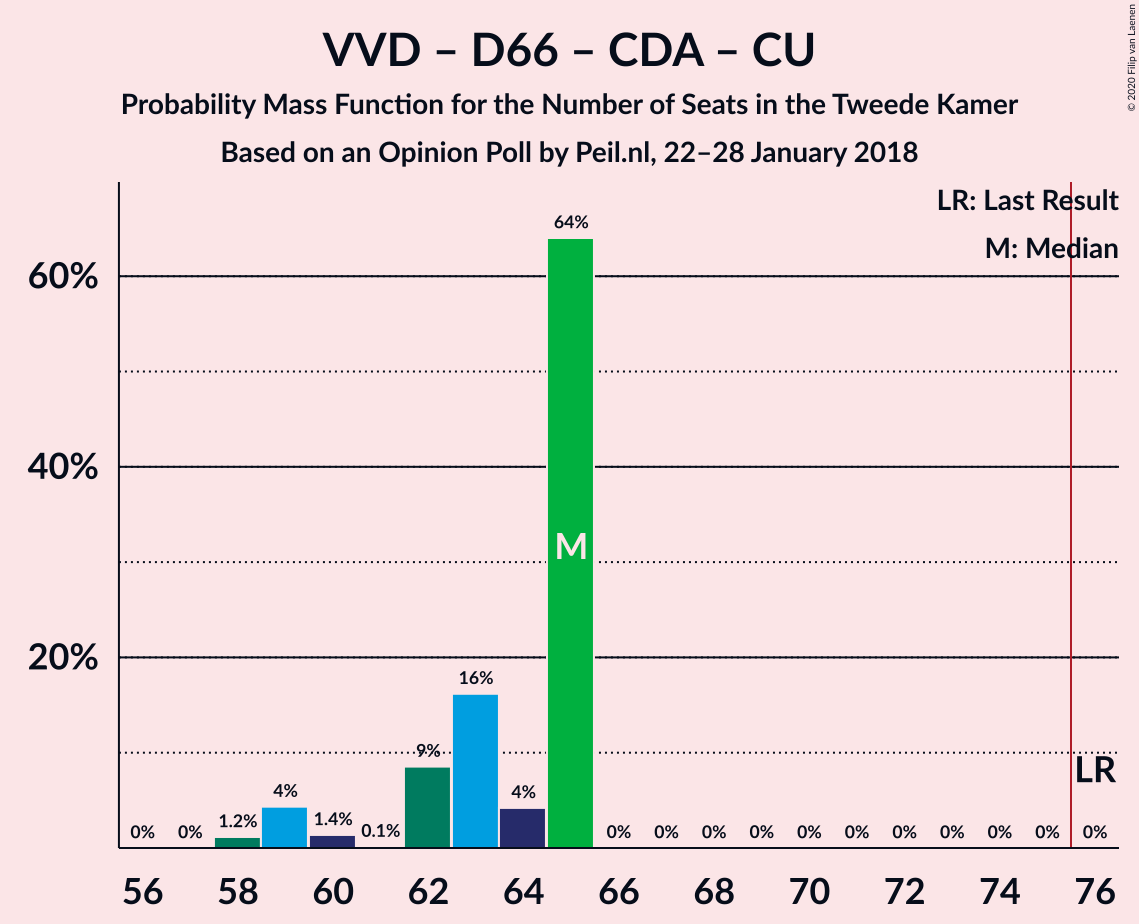 VVD – D66 – CDA – CU
Probability Mass Function for the Number of Seats in the Tweede Kamer
Based on an Opinion Poll by Peil.nl, 22–28 January 2018
© 2020 Filip van Laenen
LR: Last Result
M: Median
60%
40%
20%
0% 0% 1.2% 4% 1.4% 0.1% 9% 16% 4% 64% 0% 0% 0% 0% 0% 0% 0% 0% 0% 0% 0%
M
LR
56 58 60 62 64 66 68 70 72 74 76